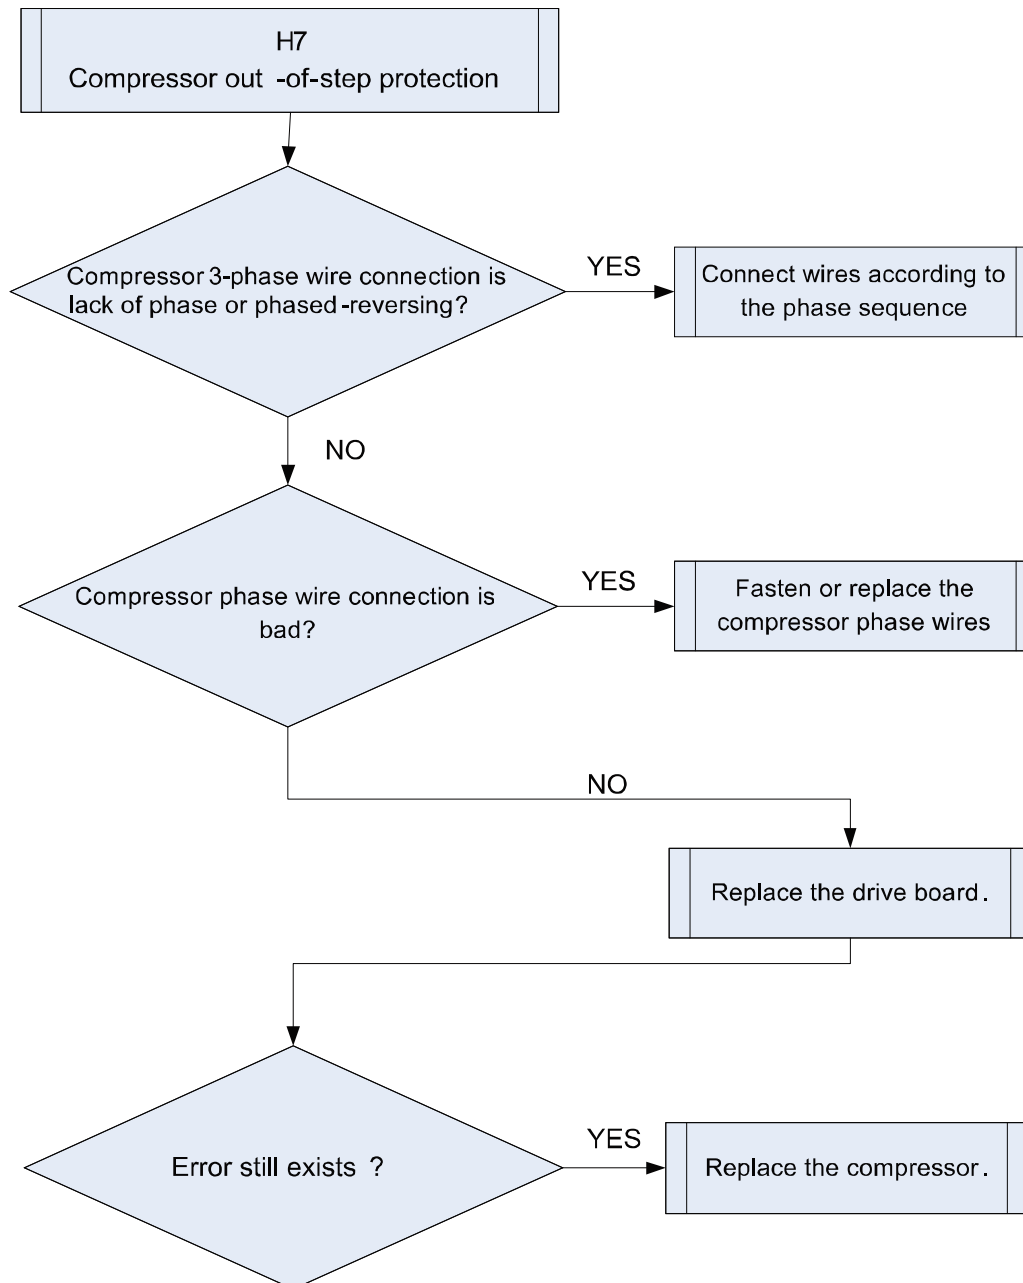 H7
Compressor out -of-step protection
Compressor 3-phase wire connection is
lack of phase or phased-reversing?
YES
Connect wires according to
the phase sequence
NO
Compressor phase wire connection is
bad?
YES
Fasten or replace the
compressor phase wires
NO
Replace the drive board.
Error still exists ?
YES
Replace the compressor.